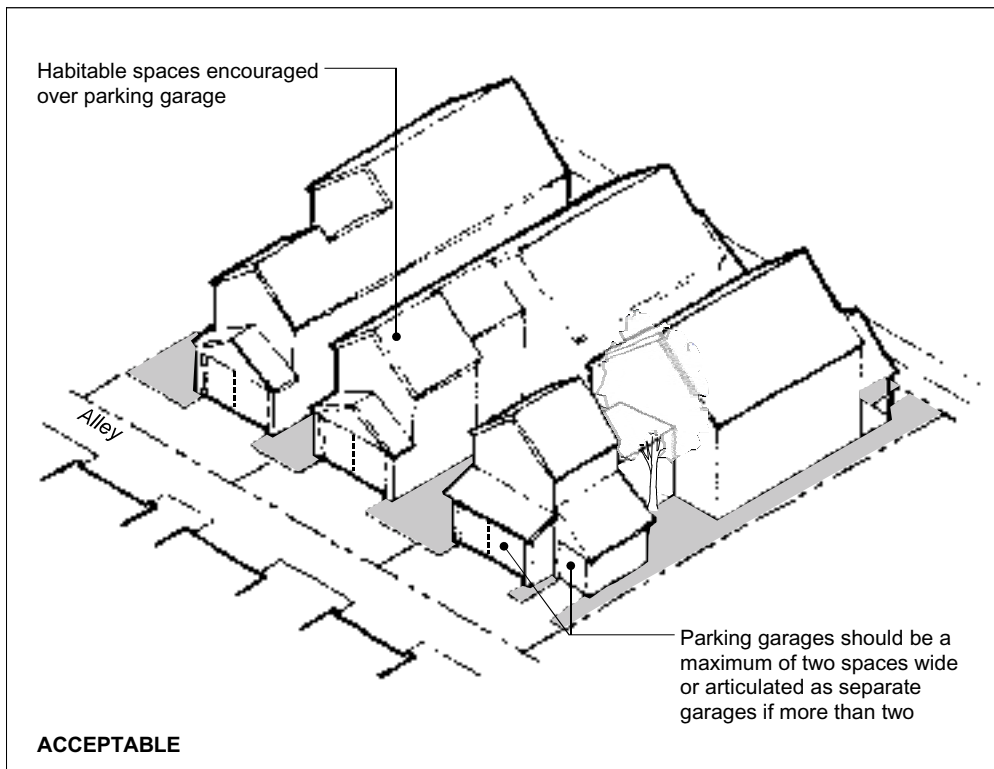 Habitable spaces encouraged
over parking garage
Alley
Parking garages should be a
maximum of two spaces wide
or articulated as separate
garages if more than two
ACCEPTABLE